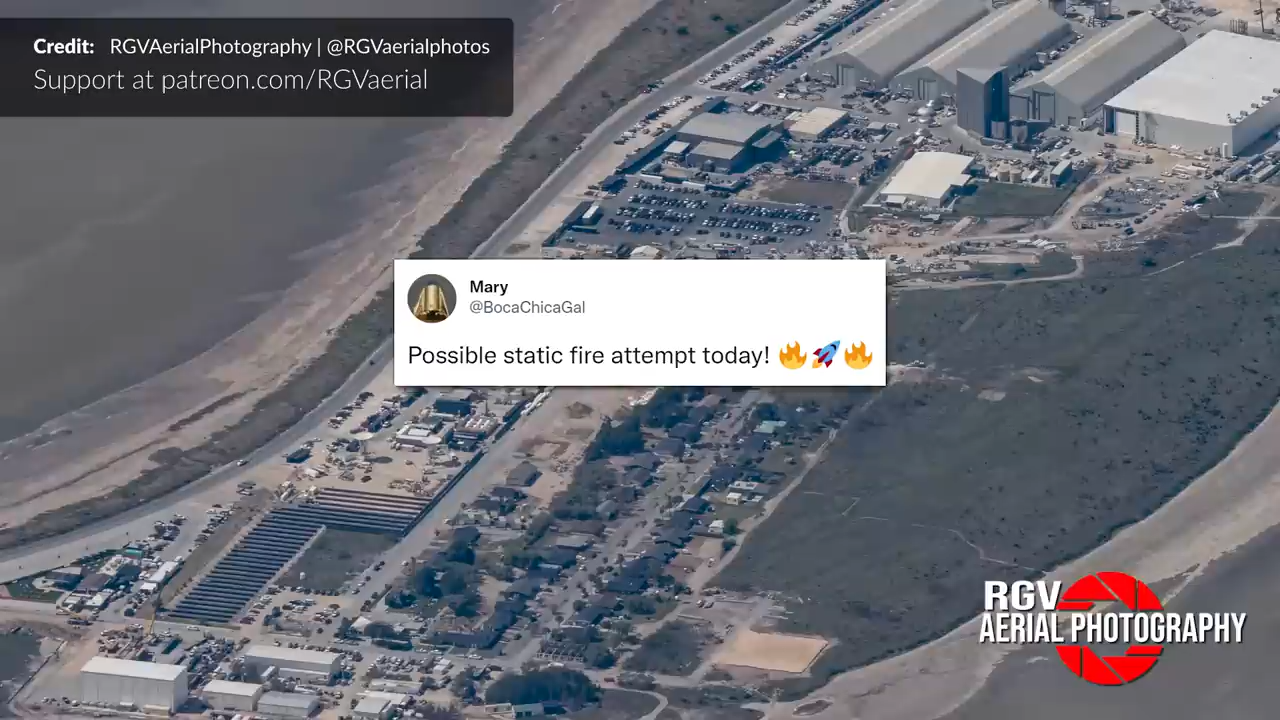 Credit: RGVAerialPhotography | @RGVaerialphotos
Support at patreon.com/RGVaerial
Mary
@BocaChicaGal
Possible static fire attempt today! 🔥🚀🔥
RGV
AERIAL PHOTOGRAPHY